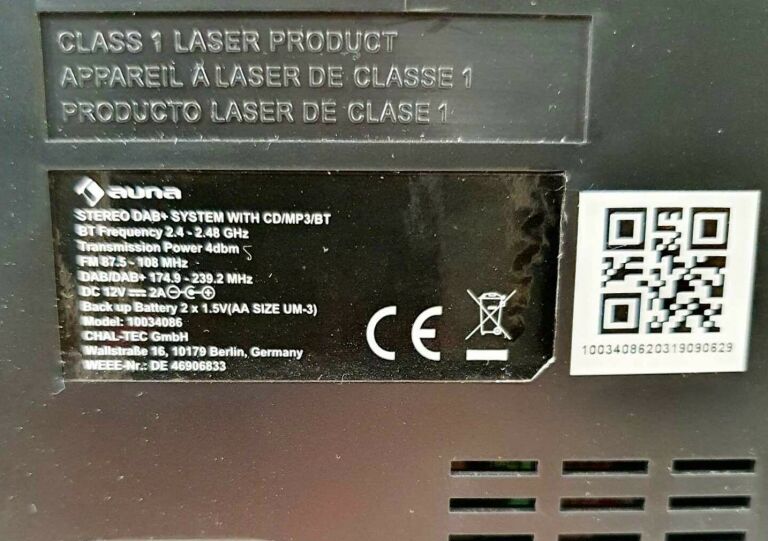 CLASS 1 LASER PRODUCT
APPAREIL À LASER DE CLASSE 1
PRODUCTO LASER DE CLASE 1
auna
STEREO DAB+ SYSTEM WITH CD/MP3/BT
BT Frequency 2.4 - 2.48 GHz
Transmission Power 4dbm
FM 87.5 - 108 MHz
DAB/DAB+ 174.9 - 239.2 MHz
DC 12V 2A
Back up Battery 2 x 1.5V(AA SIZE UM-3)
Model: 10034086
CHAL-TEC GmbH
Wallstraße 16, 10179 Berlin, Germany
WEEE-Nr.: DE 46906833
CE
1003408620319090629